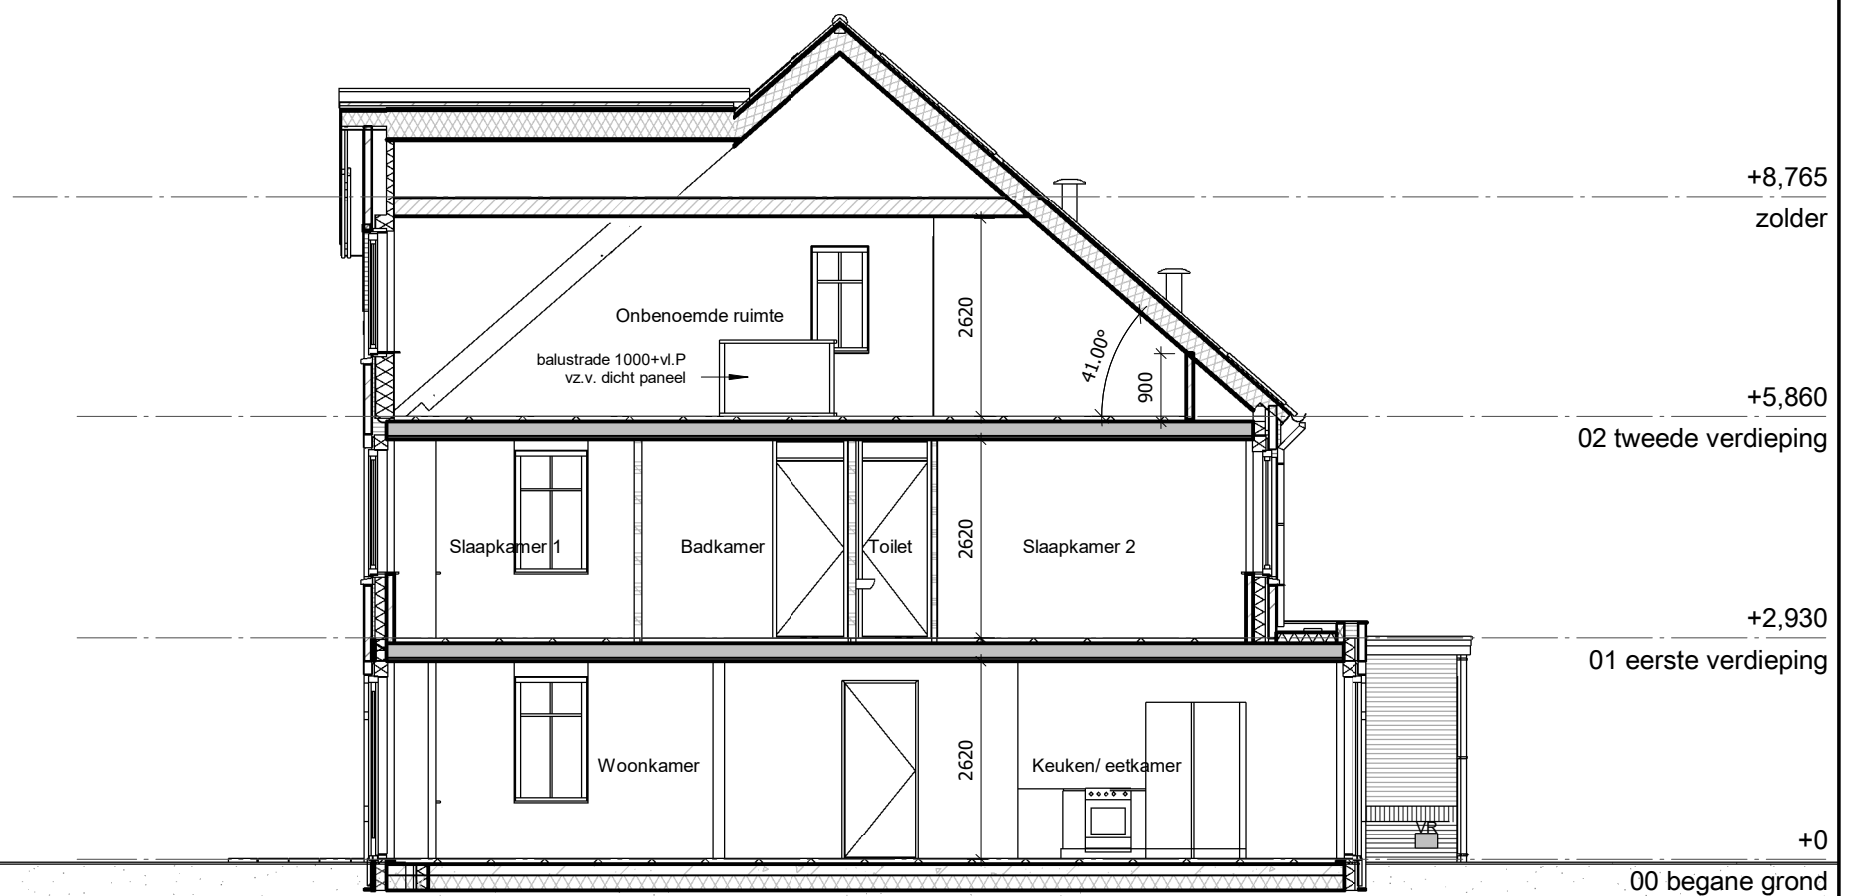 +8,765
zolder
2620
Onbenoemde ruimte
balustrade 1000+vl.P
vz.v. dicht paneel
41.00°
900
+5,860
02 tweede verdieping
Slaapkamer 1
Badkamer
Toilet
2620
Slaapkamer 2
+2,930
01 eerste verdieping
Woonkamer
2620
Keuken/ eetkamer
VR
+0
00 begane grond